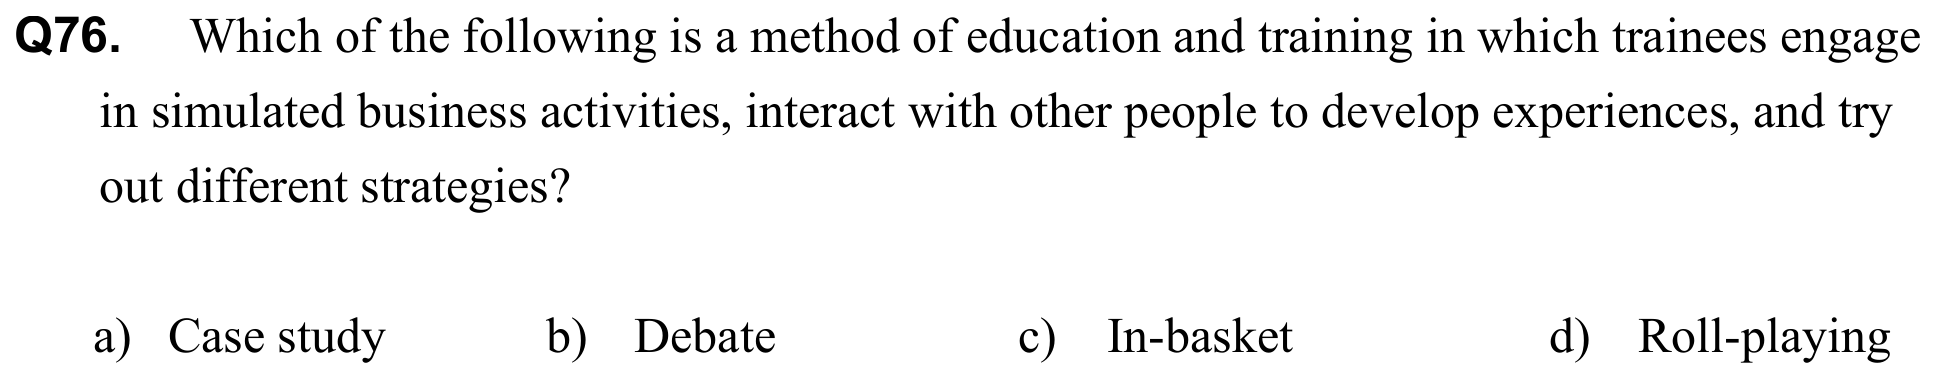 Q76. Which of the following is a method of education and training in which trainees engage
in simulated business activities, interact with other people to develop experiences, and try
out different strategies?
a) Case study b) Debate c) In-basket d) Roll-playing